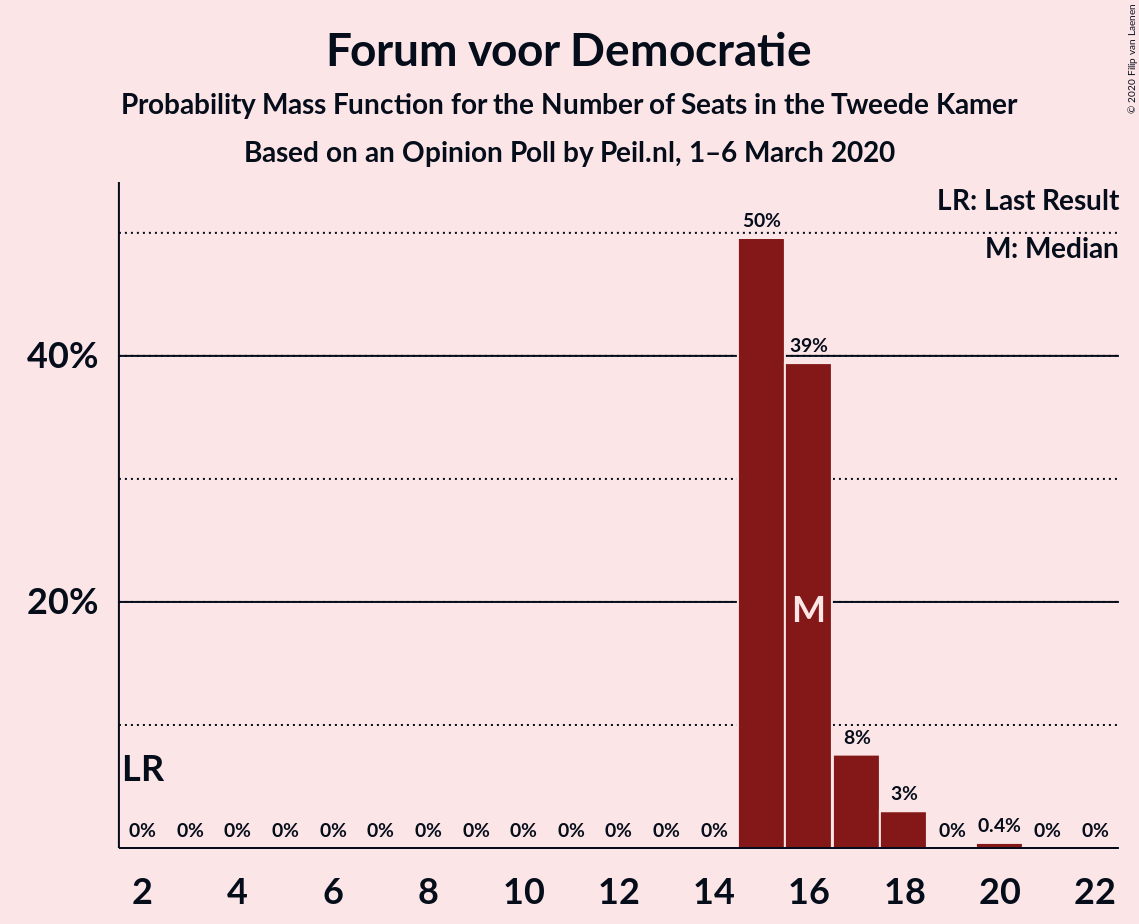 Forum voor Democratie
Probability Mass Function for the Number of Seats in the Tweede Kamer
Based on an Opinion Poll by Peil.nl, 1–6 March 2020
© 2020 Filip van Laenen
LR: Last Result
M: Median
50%
39%
40%
20%
M
8%
3%
LR
0% 0% 0% 0% 0% 0% 0% 0% 0% 0% 0% 0% 0% 0% 0.4% 0% 0%
2 4 6 8 10 12 14 16 18 20 22